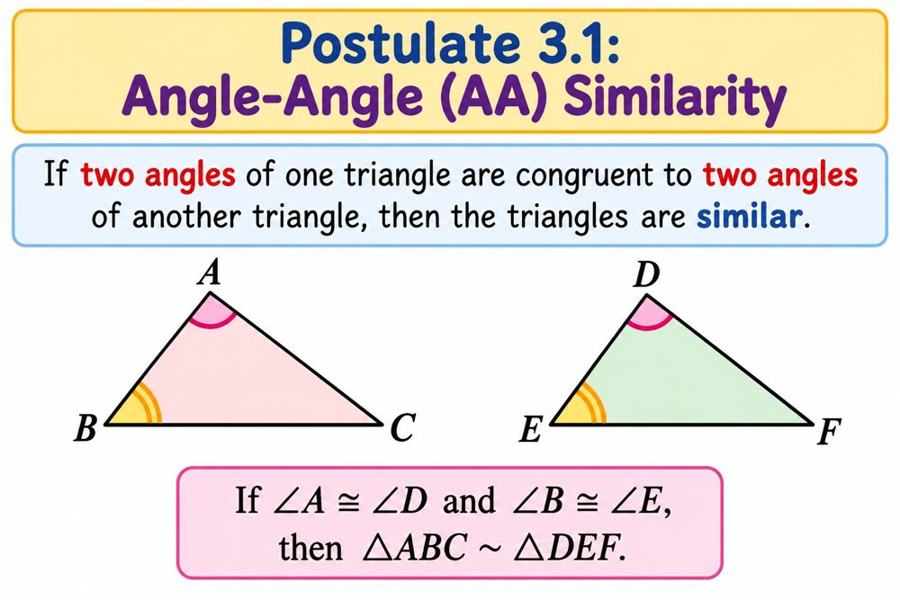 Postulate 3.1:
Angle-Angle (AA) Similarity
If two angles of one triangle are congruent to two angles
of another triangle, then the triangles are similar.
A
D
B
C
E
F
If ∠A ≅ ∠D and ∠B ≅ ∠E,
then △ABC ~ △DEF.